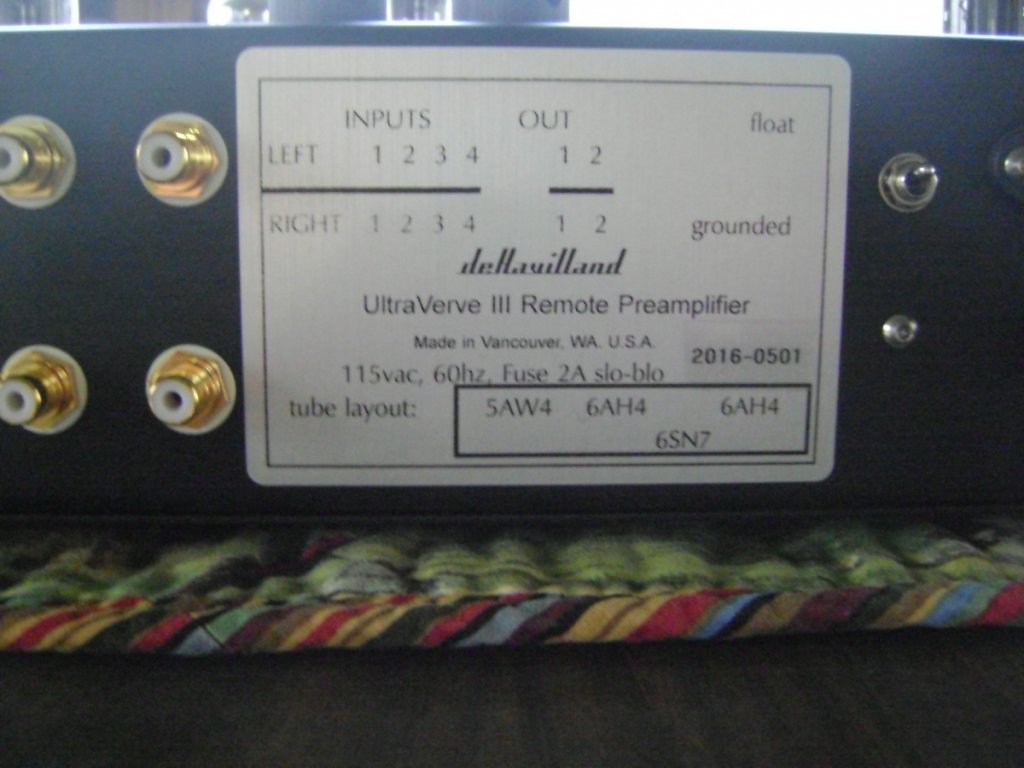 INPUTS OUT float
LEFT 1 2 3 4 1 2
RIGHT 1 2 3 4 1 2 grounded
deHavilland
UltraVerve III Remote Preamplifier
Made in Vancouver, WA. U.S.A.
2016-0501
115vac, 60hz, Fuse 2A slo-blo
tube layout: 5AW4 6AH4 6AH4
6SN7